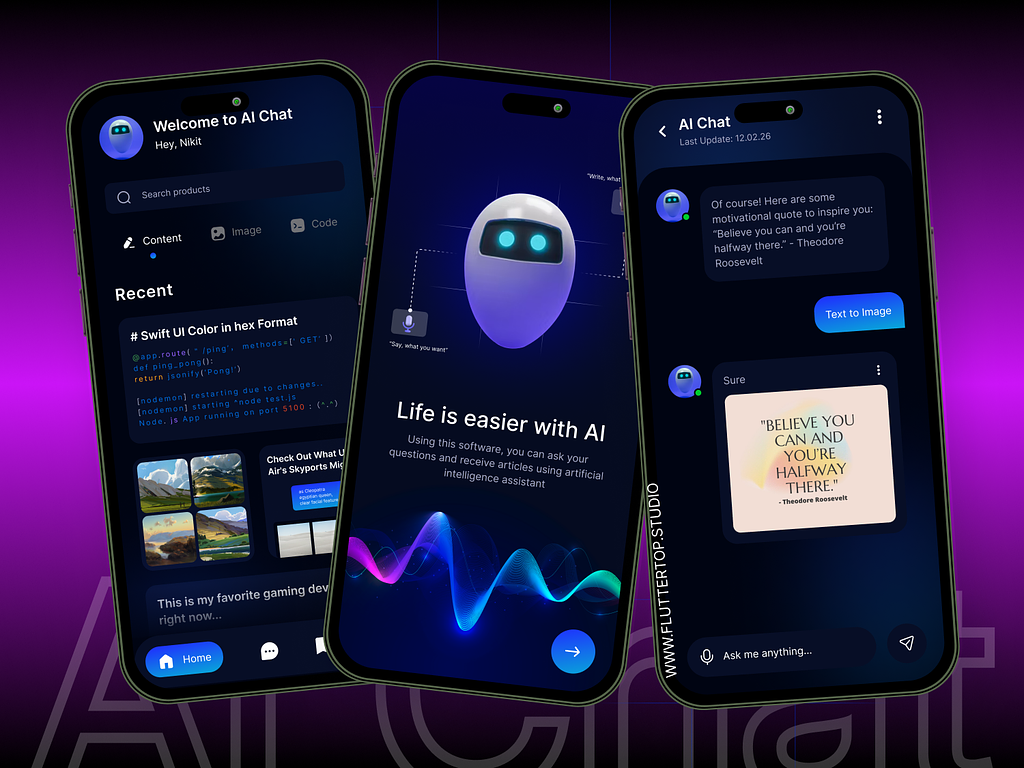 Welcome to AI Chat
Hey, Nikit
Search products
Content
Image
Code
Recent
# Swift UI Color in hex Format
@app.route( " /ping', methods=[' GET' ])
def ping_pong():
return jsonify('Pong!')
[nodemon] restarting due to changes..
[nodemon] starting "node test.js
Node. js App running on port 5100 : (^.^)
Check Out What U
Air's Skyports Mig
as Cleopatra
agyptian queen,
clear facial feature
This is my favorite gaming dev
right now...
Home
"Write, what
"Say, what you want"
Life is easier with AI
Using this software, you can ask your
questions and receive articles using artificial
intelligence assistant
AI Chat
Last Update: 12.02.26
Of course! Here are some
motivational quote to inspire you:
"Believe you can and you're
halfway there." - Theodore
Roosevelt
Text to Image
Sure
"BELIEVE YOU
CAN AND
YOU'RE
HALFWAY
THERE."
- Theodore Roosevelt
Ask me anything...
WWW.FLUTTERTOP.STUDIO
AI Chat